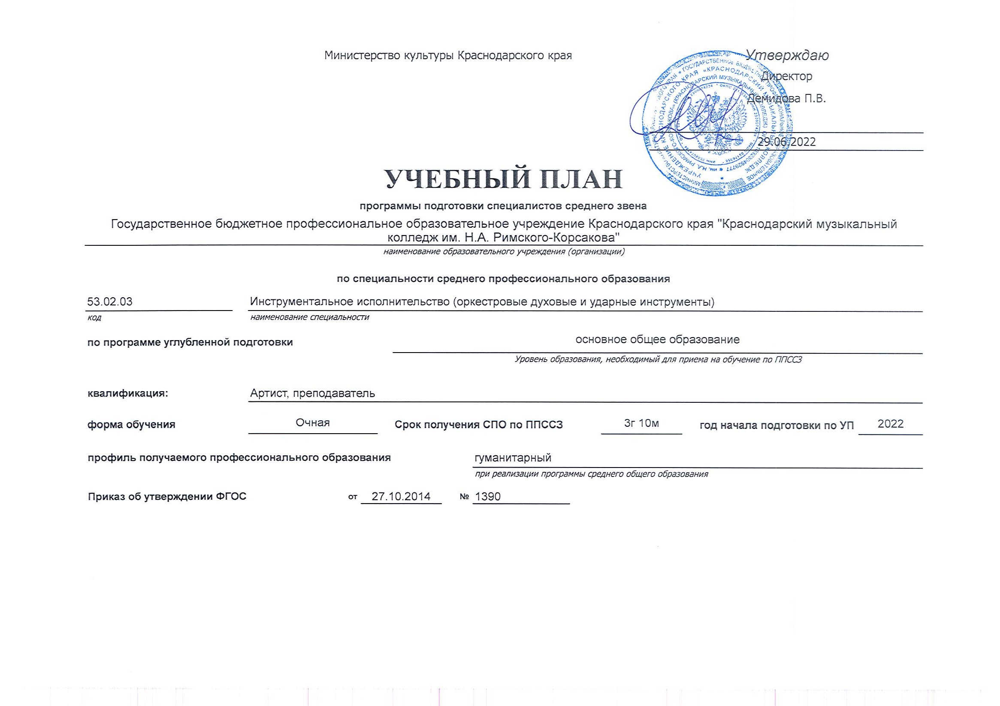 Министерство культуры Краснодарского края
Утверждаю
Директор
Демидова П.В.
29.06.2022
УЧЕБНЫЙ ПЛАН
программы подготовки специалистов среднего звена
Государственное бюджетное профессиональное образовательное учреждение Краснодарского края "Краснодарский музыкальный
колледж им. Н.А. Римского-Корсакова"
наименование образовательного учреждения (организации)
по специальности среднего профессионального образования
53.02.03 Инструментальное исполнительство (оркестровые духовые и ударные инструменты)
код наименование специальности
по программе углубленной подготовки основное общее образование
Уровень образования, необходимый для приема на обучение по ППССЗ
квалификация: Артист, преподаватель
форма обучения Очная Срок получения СПО по ППССЗ 3г 10м год начала подготовки по УП 2022
профиль получаемого профессионального образования гуманитарный
при реализации программы среднего общего образования
Приказ об утверждении ФГОС от 27.10.2014 № 1390